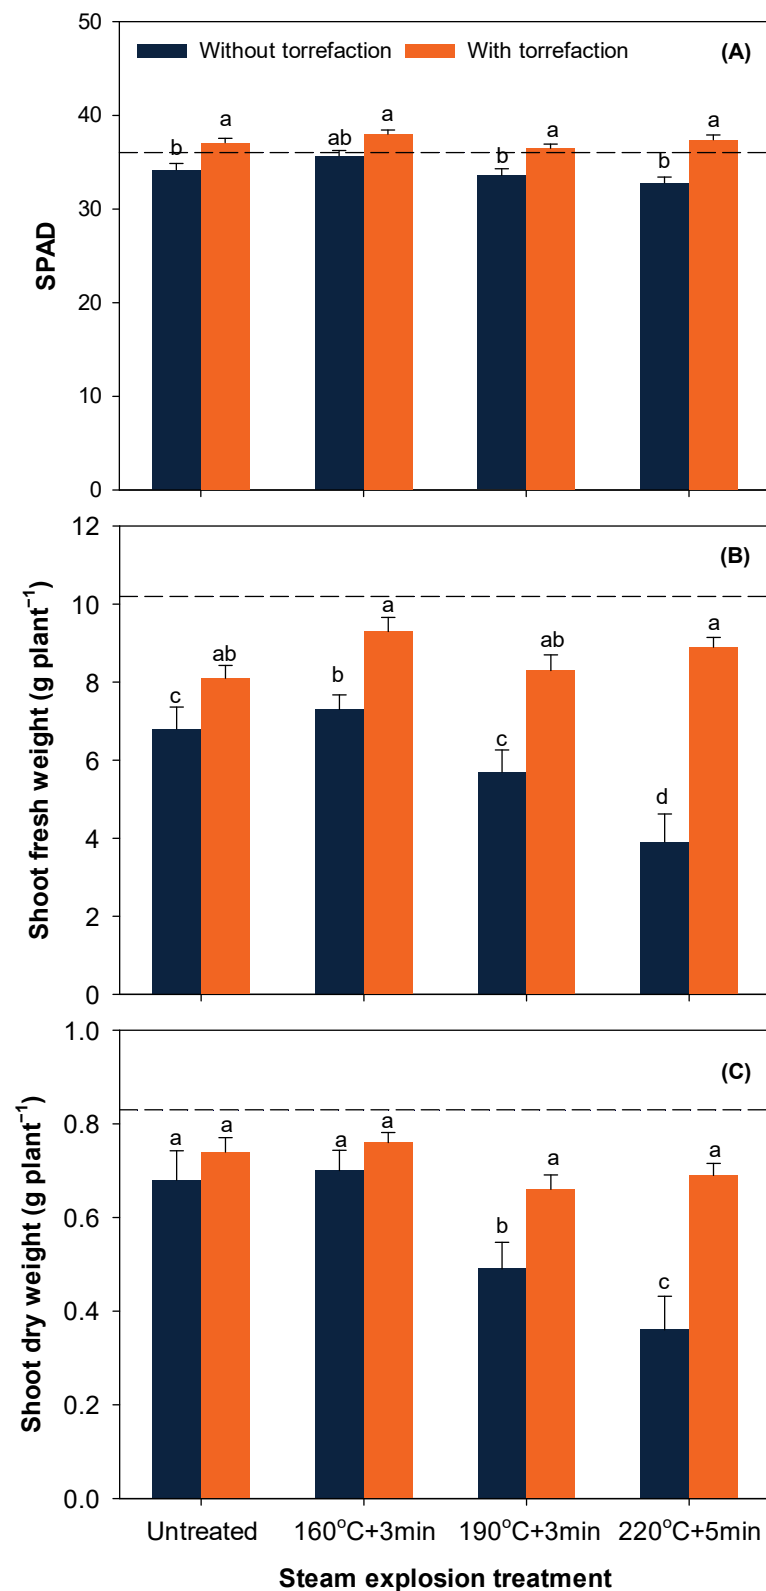 50
Without torrefaction With torrefaction (A)
40
30
20
10
0
SPAD
b a ab a b a b a
12
(B)
10
8
6
4
2
0
Shoot fresh weight (g plant⁻¹)
c ab b a c ab d a
1.0
(C)
0.8
0.6
0.4
0.2
0.0
Shoot dry weight (g plant⁻¹)
a a a a b a c a
Untreated 160°C+3min 190°C+3min 220°C+5min
Steam explosion treatment